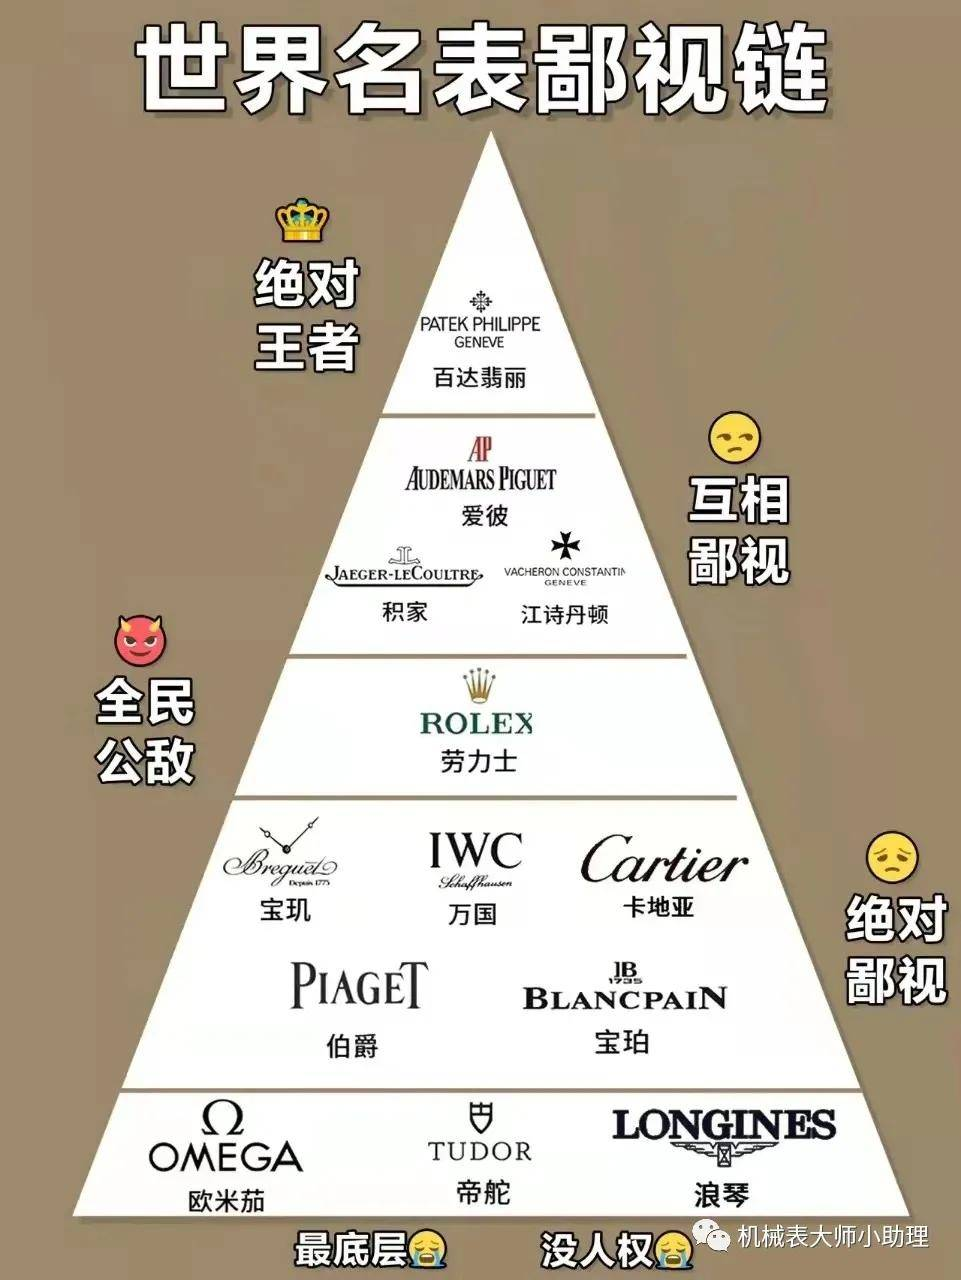 世界名表鄙视链
绝对
王者
PATEK PHILIPPE
GENEVE
百达翡丽
AP
AUDEMARS PIGUET
爱彼
互相
鄙视
JAEGER-LECOULTRE
积家
VACHERON CONSTANTIN
GENEVE
江诗丹顿
全民
公敌
ROLEX
劳力士
Breguet
Depuis 1775
宝玑
IWC
Schaffhausen
万国
Cartier
卡地亚
绝对
鄙视
PIAGET
伯爵
JB
1735
BLANCPAIN
宝珀
Ω
OMEGA
欧米茄
TUDOR
帝舵
LONGINES
浪琴
最底层
没人权
机械表大师小助理